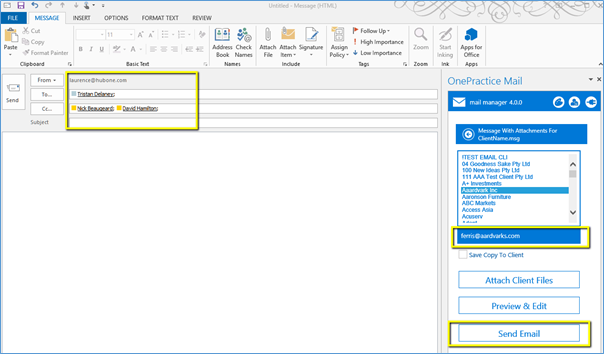 Untitled - Message (HTML)
FILE MESSAGE INSERT OPTIONS FORMAT TEXT REVIEW
Paste
Cut
Copy
Format Painter
Clipboard
B I U
Basic Text
Address Book
Check Names
Names
Attach File
Attach Item
Signature
Include
Assign Policy
Follow Up
High Importance
Low Importance
Tags
Zoom
Zoom
Start Inking
Ink
Apps for Office
Apps
Send
From
laurence@hubone.com
To...
Tristan Delaney;
Cc...
Nick Beaugeard; David Hamilton;
Subject
OnePractice Mail
mail manager 4.0.0
Message With Attachments For
ClientName.msg
!TEST EMAIL CLI
04 Goodness Sake Pty Ltd
100 New Ideas Pty Ltd
111 AAA Test Client Pty Ltd
A+ Investments
Aaardvark Inc
Aaronson Furniture
ABC Markets
Access Asia
Acuserv
Adept
ferris@aardvarks.com
Save Copy To Client
Attach Client Files
Preview & Edit
Send Email